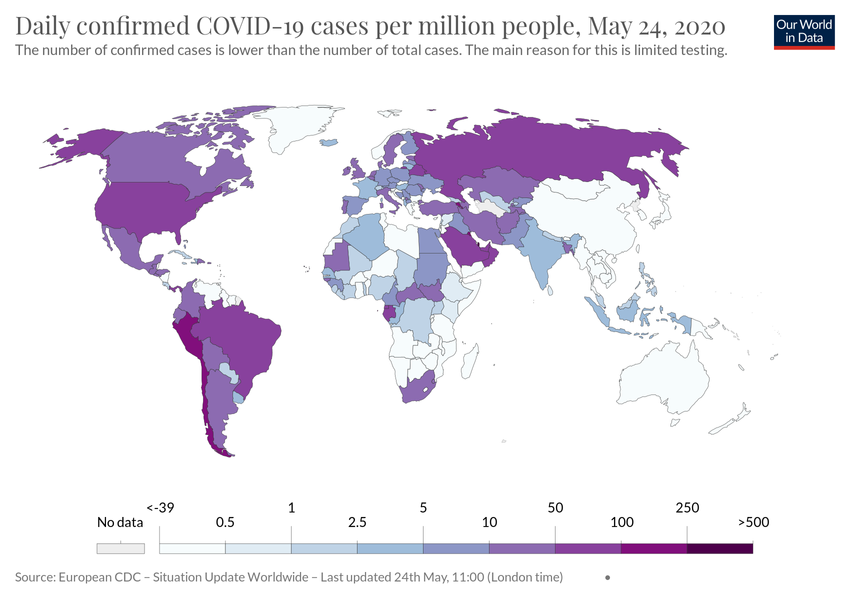 Daily confirmed COVID-19 cases per million people, May 24, 2020
The number of confirmed cases is lower than the number of total cases. The main reason for this is limited testing.
Our World
in Data
<-39 1 5 50 250
No data 0.5 2.5 10 100 >500
Source: European CDC – Situation Update Worldwide – Last updated 24th May, 11:00 (London time) •